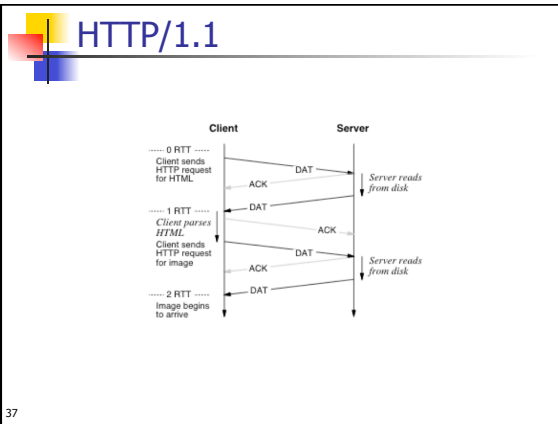 HTTP/1.1
Client Server
----- 0 RTT -----
Client sends
HTTP request
for HTML
DAT
ACK
Server reads
from disk
DAT
----- 1 RTT -----
Client parses
HTML
ACK
Client sends
HTTP request
for image
DAT
ACK
Server reads
from disk
DAT
----- 2 RTT -----
Image begins
to arrive
37